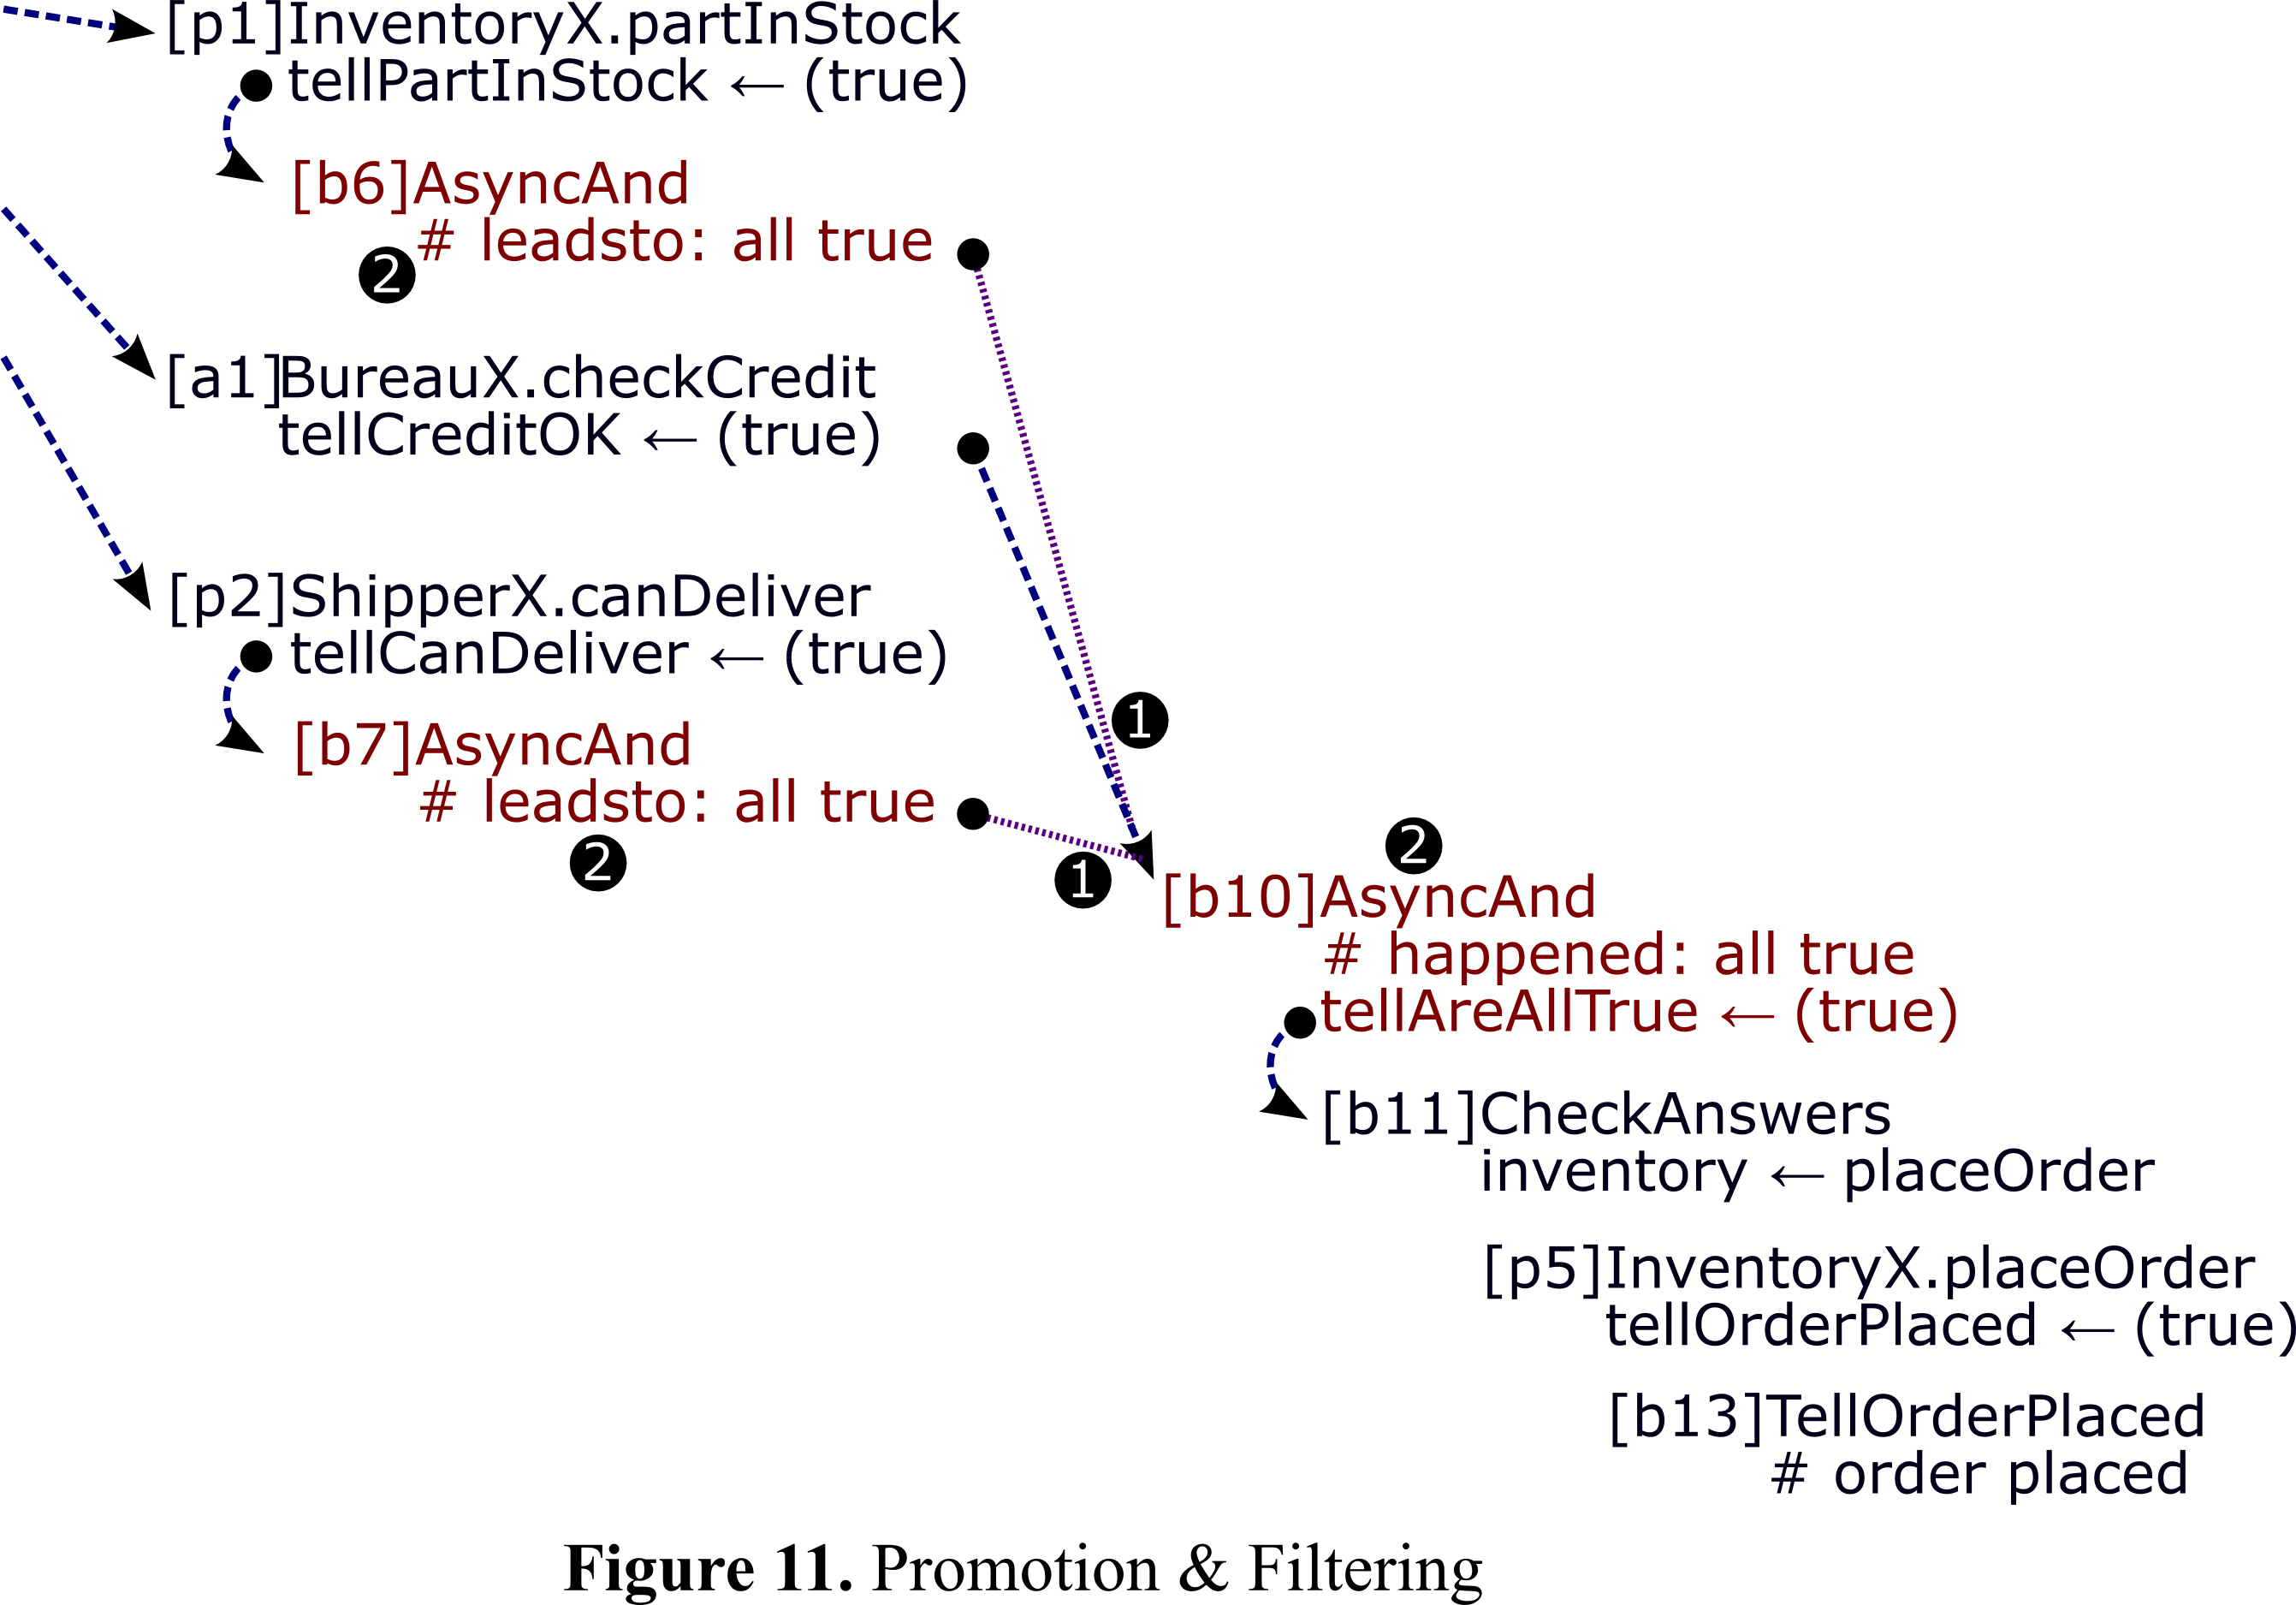 [p1]InventoryX.partInStock
tellPartInStock ← (true)
[b6]AsyncAnd
# leadsto: all true
2
[a1]BureauX.checkCredit
tellCreditOK ← (true)
[p2]ShipperX.canDeliver
tellCanDeliver ← (true)
1
[b7]AsyncAnd
# leadsto: all true
2
1
2
[b10]AsyncAnd
# happened: all true
tellAreAllTrue ← (true)
[b11]CheckAnswers
inventory ← placeOrder
[p5]InventoryX.placeOrder
tellOrderPlaced ← (true)
[b13]TellOrderPlaced
# order placed
Figure 11. Promotion & Filtering